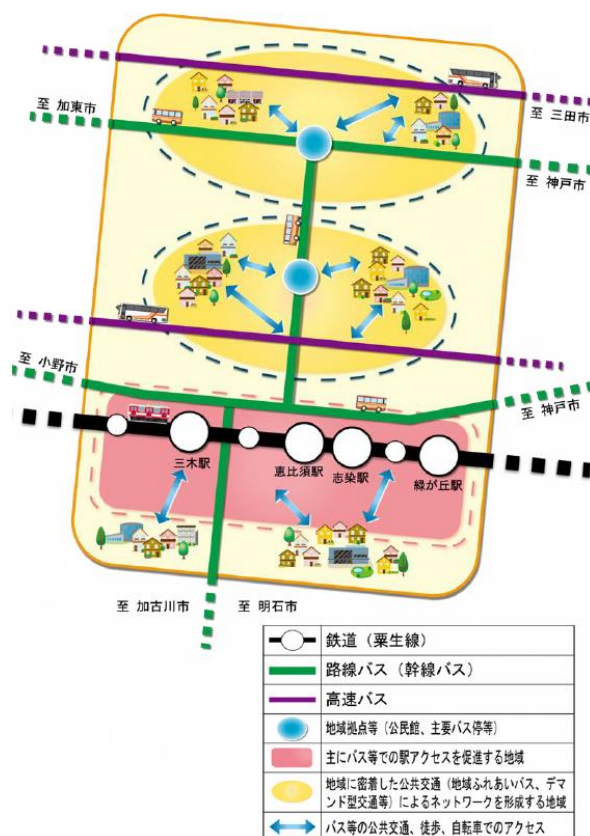 至 加東市
至 三田市
至 神戸市
至 小野市
至 神戸市
三木駅
恵比須駅
志染駅
緑が丘駅
至 加古川市
至 明石市
鉄道（粟生線）
路線バス（幹線バス）
高速バス
地域拠点等（公民館、主要バス停等）
主にバス等での駅アクセスを促進する地域
地域に密着した公共交通（地域ふれあいバス、デマ
ンド型交通等）によるネットワークを形成する地域
バス等の公共交通、徒歩、自転車でのアクセス